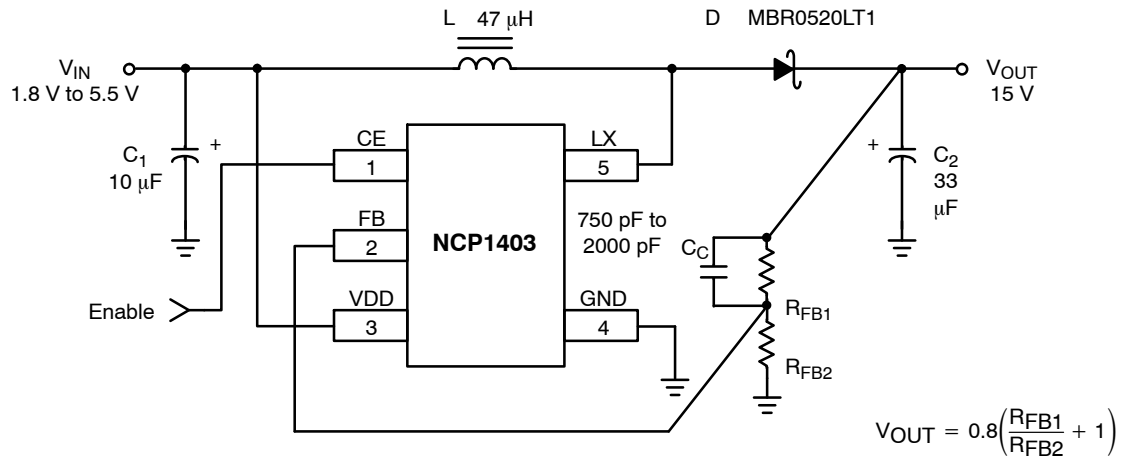 L 47 μH
D MBR0520LT1
VIN
1.8 V to 5.5 V
VOUT
15 V
C1
10 μF
+
CE
1
LX
5
+
C2
33
μF
FB
2
NCP1403
750 pF to
2000 pF
CC
Enable
VDD
3
GND
4
RFB1
RFB2
VOUT = 0.8(RFB1/RFB2 + 1)